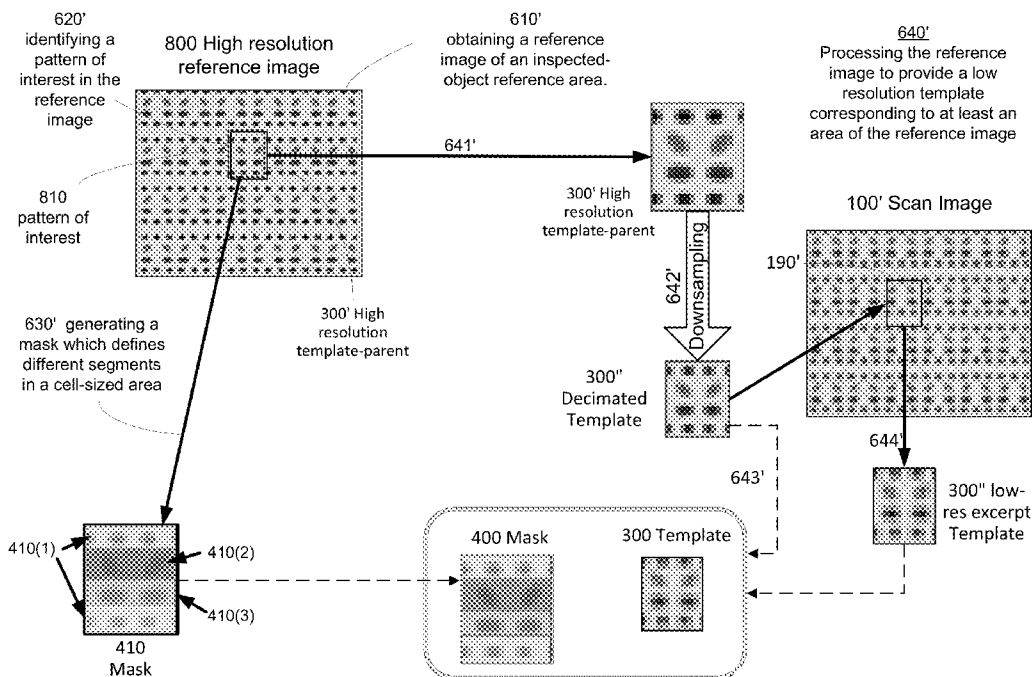 620'
identifying a
pattern of
interest in the
reference
image
800 High resolution
reference image
610'
obtaining a reference
image of an inspected-
object reference area.
640'
Processing the reference
image to provide a low
resolution template
corresponding to at least an
area of the reference image
641'
810
pattern of
interest
300' High
resolution
template-parent
100' Scan Image
190'
642'
Downsampling
300' High
resolution
template-parent
630' generating a
mask which defines
different segments
in a cell-sized area
300"
Decimated
Template
644'
643'
300" low-
res excerpt
Template
400 Mask
300 Template
410(1)
410(2)
410(3)
410
Mask